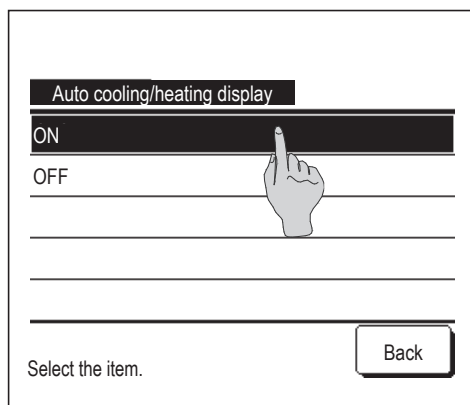 Auto cooling/heating display
ON
OFF
Select the item.
Back